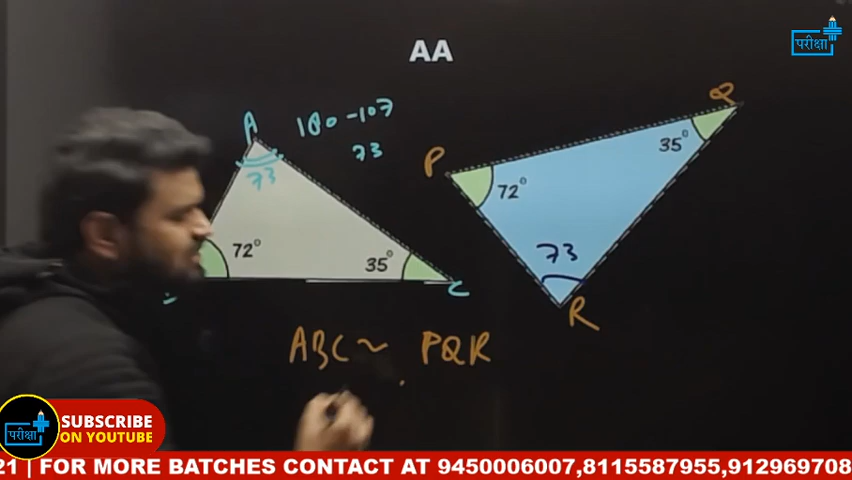 AA
परीक्षा
A
180-107
73
73
72°
35°
C
P
Q
72°
35°
73
R
ABC ~ PQR
परीक्षा
SUBSCRIBE
ON YOUTUBE
21 | FOR MORE BATCHES CONTACT AT 9450006007,8115587955,912969708